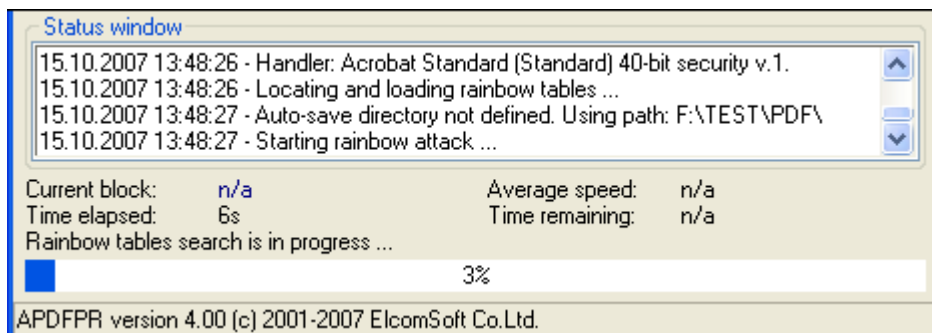 Status window
15.10.2007 13:48:26 - Handler: Acrobat Standard (Standard) 40-bit security v.1.
15.10.2007 13:48:26 - Locating and loading rainbow tables ...
15.10.2007 13:48:27 - Auto-save directory not defined. Using path: F:\TEST\PDF\
15.10.2007 13:48:27 - Starting rainbow attack ...
Current block: n/a Average speed: n/a
Time elapsed: 6s Time remaining: n/a
Rainbow tables search is in progress ...
3%
APDFPR version 4.00 (c) 2001-2007 ElcomSoft Co.Ltd.